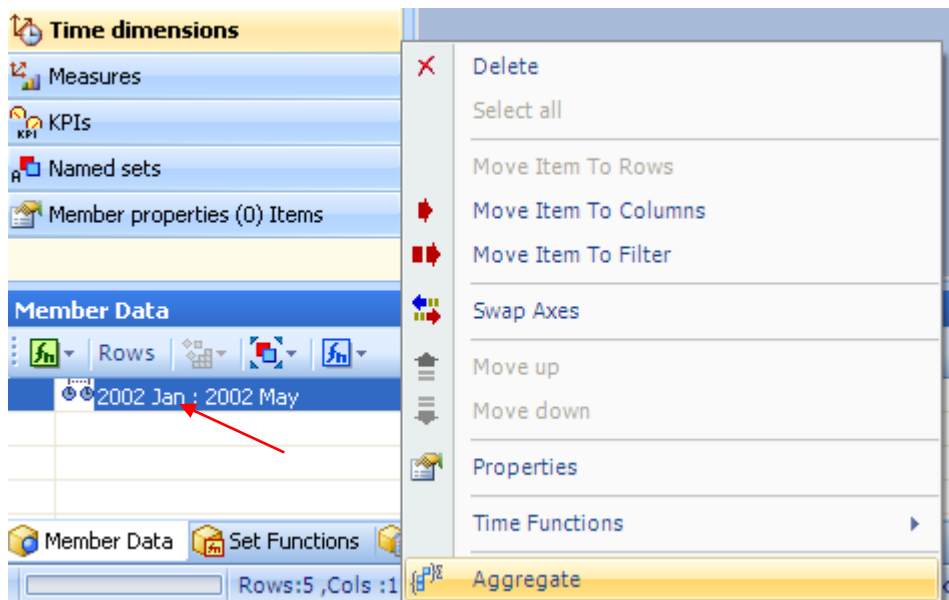 Time dimensions
Measures
KPIs
Named sets
Member properties (0) Items
Member Data
Rows
2002 Jan : 2002 May
Member Data
Set Functions
Rows:5 ,Cols :1
Delete
Select all
Move Item To Rows
Move Item To Columns
Move Item To Filter
Swap Axes
Move up
Move down
Properties
Time Functions
Aggregate